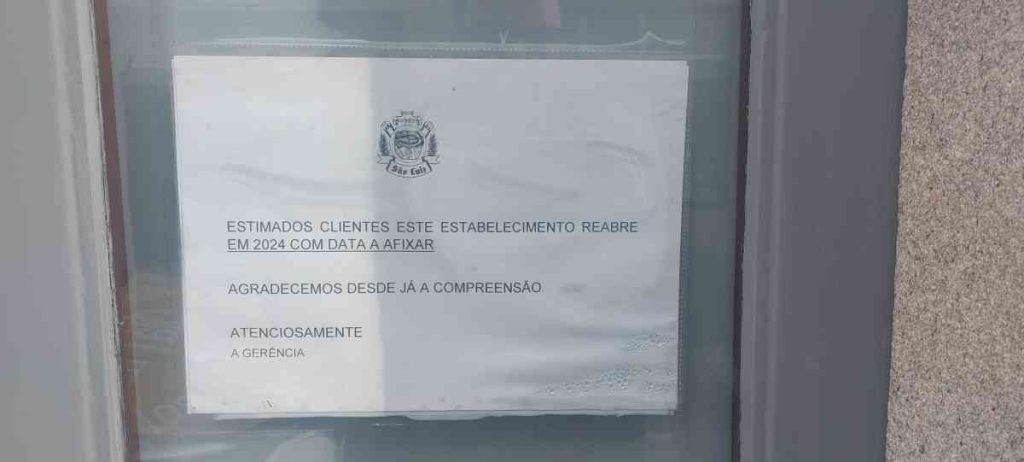 São Luiz
ESTIMADOS CLIENTES ESTE ESTABELECIMENTO REABRE
EM 2024 COM DATA A AFIXAR
AGRADECEMOS DESDE JÁ A COMPREENSÃO
ATENCIOSAMENTE
A GERÊNCIA